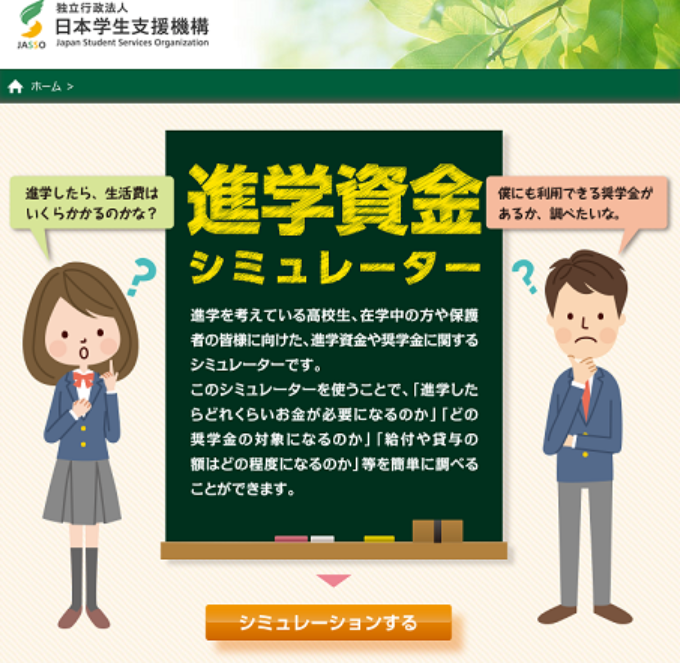 独立行政法人
日本学生支援機構
JASSO
Japan Student Services Organization
ホーム >
進学したら、生活費は
いくらかかるのかな？
進学資金
シミュレーター
僕にも利用できる奨学金が
あるか、調べたいな。
?
?
進学を考えている高校生、在学中の方や保護
者の皆様に向けた、進学資金や奨学金に関する
シミュレーターです。
このシミュレーターを使うことで、「進学した
らどれくらいお金が必要になるのか」「どの
奨学金の対象になるのか」「給付や貸与の
額はどの程度になるのか」等を簡単に調べる
ことができます。
シミュレーションする